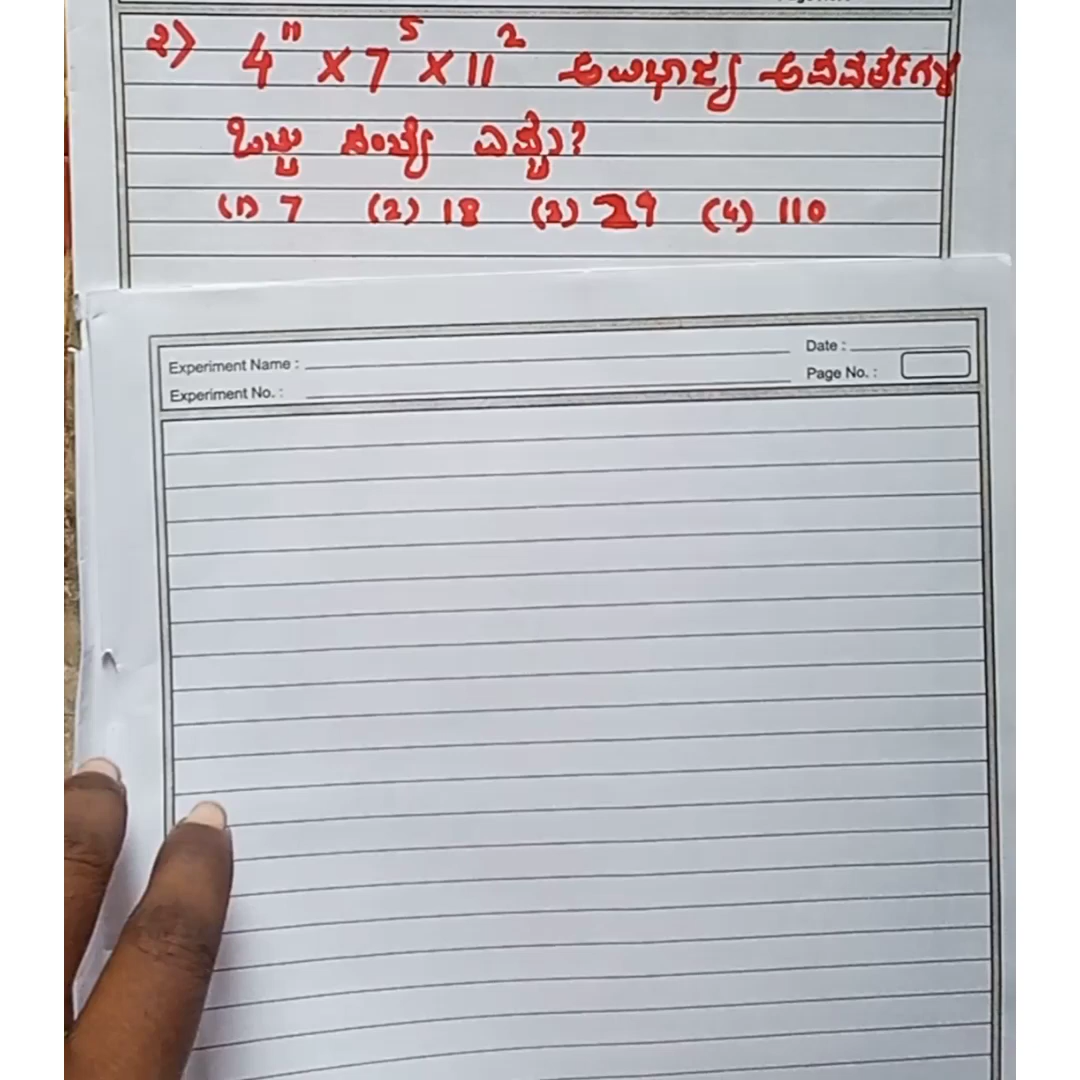 ೨) 4¹¹ × 7⁵ × 11² ಅವಿಭಾಜ್ಯ ಅಪವರ್ತನಗಳ
ಒಟ್ಟು ಸಂಖ್ಯೆ ಎಷ್ಟು?
(1) 7 (2) 18 (3) 29 (4) 110
Experiment Name :
Date :
Experiment No. :
Page No. :